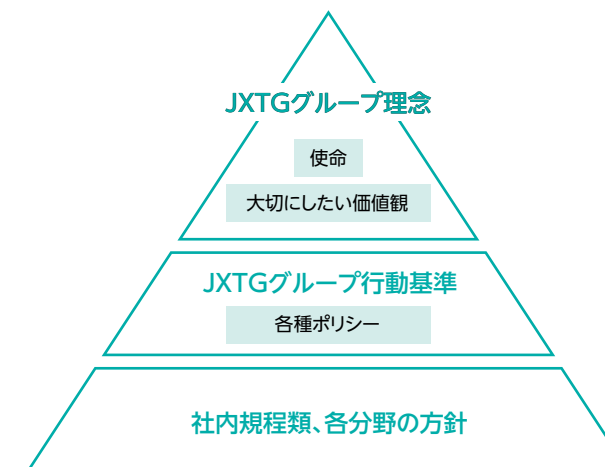 JXTGグループ理念
使命
大切にしたい価値観
JXTGグループ行動基準
各種ポリシー
社内規程類、各分野の方針